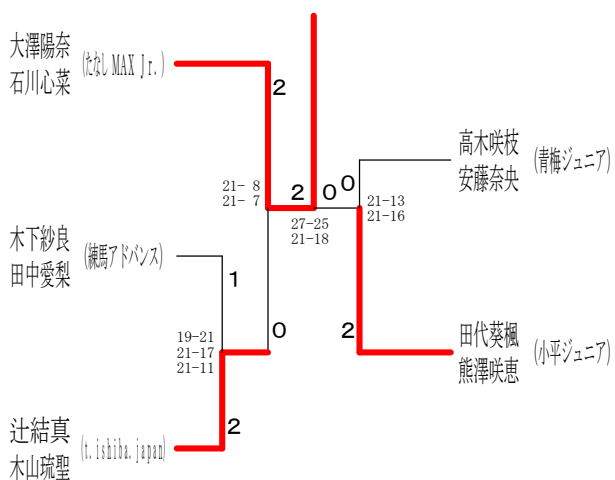 大澤陽奈
石川心菜
(たなし MAX Jr.)
2
21- 8
21- 7
木下紗良
田中愛梨
(練馬アドバンス)
1
19-21
21-17
21-11
0
辻結真
木山琉聖
(t.ishiba.japan)
2
2
0
27-25
21-18
高木咲枝
安藤奈央
(青梅ジュニア)
0
21-13
21-16
2
田代葵楓
熊澤咲恵
(小平ジュニア)